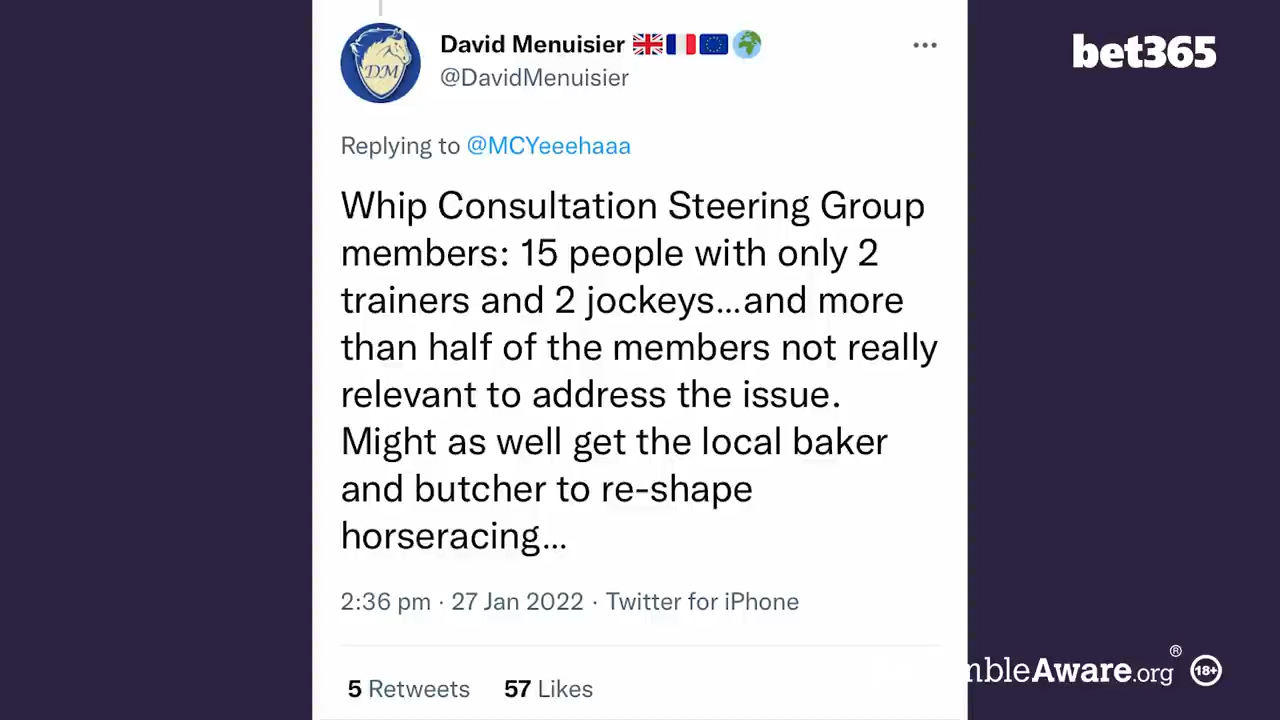 David Menuisier
@DavidMenuisier
bet365
Replying to @MCYeeehaaa
Whip Consultation Steering Group
members: 15 people with only 2
trainers and 2 jockeys...and more
than half of the members not really
relevant to address the issue.
Might as well get the local baker
and butcher to re-shape
horseracing...
2:36 pm · 27 Jan 2022 · Twitter for iPhone
5 Retweets 57 Likes
mbleAware.org® 18+
DM